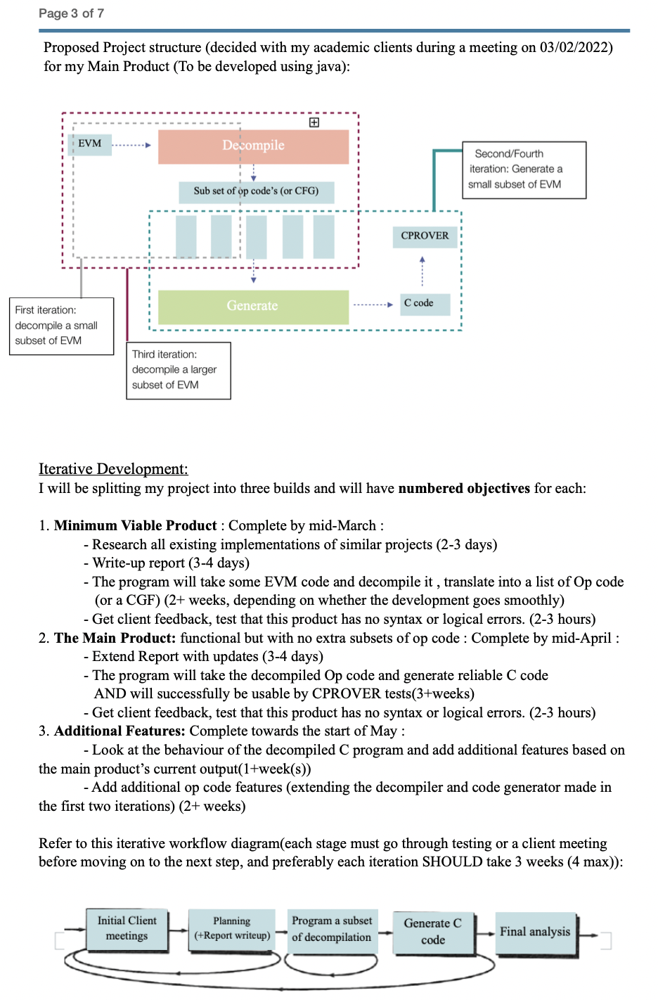 Page 3 of 7
Proposed Project structure (decided with my academic clients during a meeting on 03/02/2022)
for my Main Product (To be developed using java):
EVM
Decompile
Second/Fourth
iteration: Generate a
small subset of EVM
Sub set of op code's (or CFG)
CPROVER
Generate
C code
First iteration:
decompile a small
subset of EVM
Third iteration:
decompile a larger
subset of EVM
Iterative Development:
I will be splitting my project into three builds and will have numbered objectives for each:
1. Minimum Viable Product : Complete by mid-March :
- Research all existing implementations of similar projects (2-3 days)
- Write-up report (3-4 days)
- The program will take some EVM code and decompile it , translate into a list of Op code
(or a CGF) (2+ weeks, depending on whether the development goes smoothly)
- Get client feedback, test that this product has no syntax or logical errors. (2-3 hours)
2. The Main Product: functional but with no extra subsets of op code : Complete by mid-April :
- Extend Report with updates (3-4 days)
- The program will take the decompiled Op code and generate reliable C code
AND will successfully be usable by CPROVER tests(3+weeks)
- Get client feedback, test that this product has no syntax or logical errors. (2-3 hours)
3. Additional Features: Complete towards the start of May :
- Look at the behaviour of the decompiled C program and add additional features based on
the main product's current output(1+week(s))
- Add additional op code features (extending the decompiler and code generator made in
the first two iterations) (2+ weeks)
Refer to this iterative workflow diagram(each stage must go through testing or a client meeting
before moving on to the next step, and preferably each iteration SHOULD take 3 weeks (4 max)):
Initial Client
meetings
Planning
(+Report writeup)
Program a subset
of decompilation
Generate C
code
Final analysis